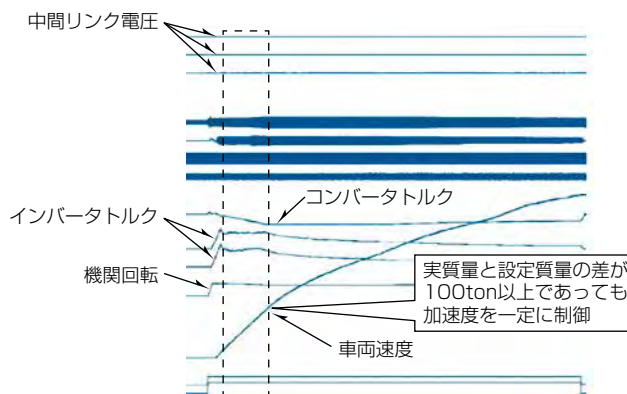 中間リンク電圧
コンバータトルク
インバータトルク
機関回転
実質量と設定質量の差が
100ton以上であっても
加速度を一定に制御
車両速度